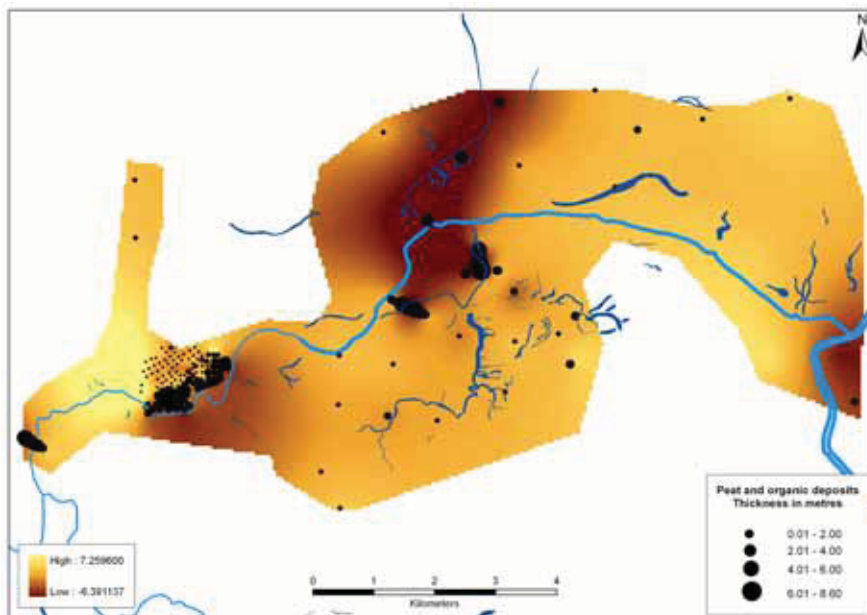 N
Peat and organic deposits
Thickness in metres
0.01 - 2.00
2.01 - 4.00
4.01 - 6.00
6.01 - 8.60
High : 7.259600
Low : -6.391137
0 1 2 3 4
Kilometers